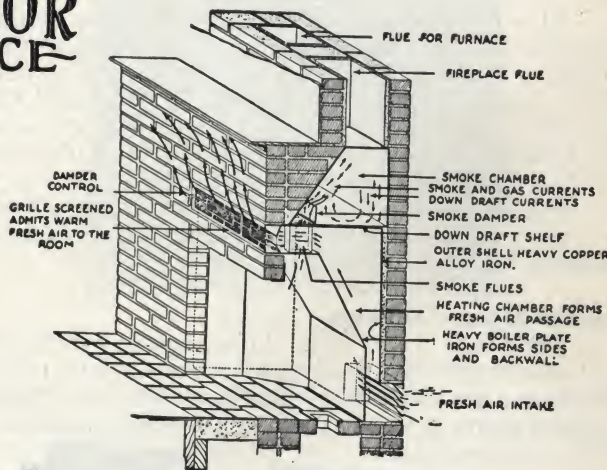 OR
CE
FLUE FOR FURNACE
FIREPLACE FLUE
DAMPER
CONTROL
GRILLE SCREENED
ADMITS WARM
FRESH AIR TO THE
ROOM
SMOKE CHAMBER
SMOKE AND GAS CURRENTS
DOWN DRAFT CURRENTS
SMOKE DAMPER
DOWN DRAFT SHELF
OUTER SHELL HEAVY COPPER
ALLOY IRON.
SMOKE FLUES
HEATING CHAMBER FORMS
FRESH AIR PASSAGE
HEAVY BOILER PLATE
IRON FORMS SIDES
AND BACKWALL
FRESH AIR INTAKE